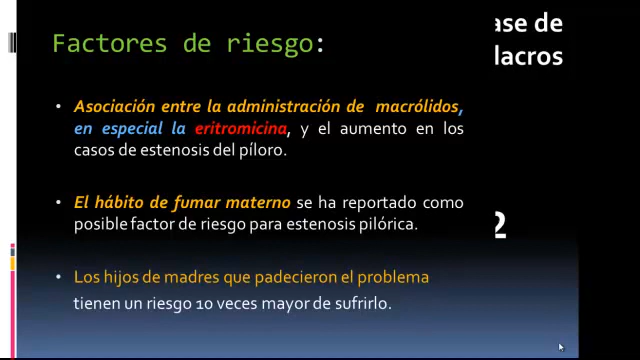 Factores de riesgo:
Asociación entre la administración de macrólidos,
en especial la eritromicina, y el aumento en los
casos de estenosis del píloro.
El hábito de fumar materno se ha reportado como
posible factor de riesgo para estenosis pilórica.
Los hijos de madres que padecieron el problema
tienen un riesgo 10 veces mayor de sufrirlo.
de
lacros
2